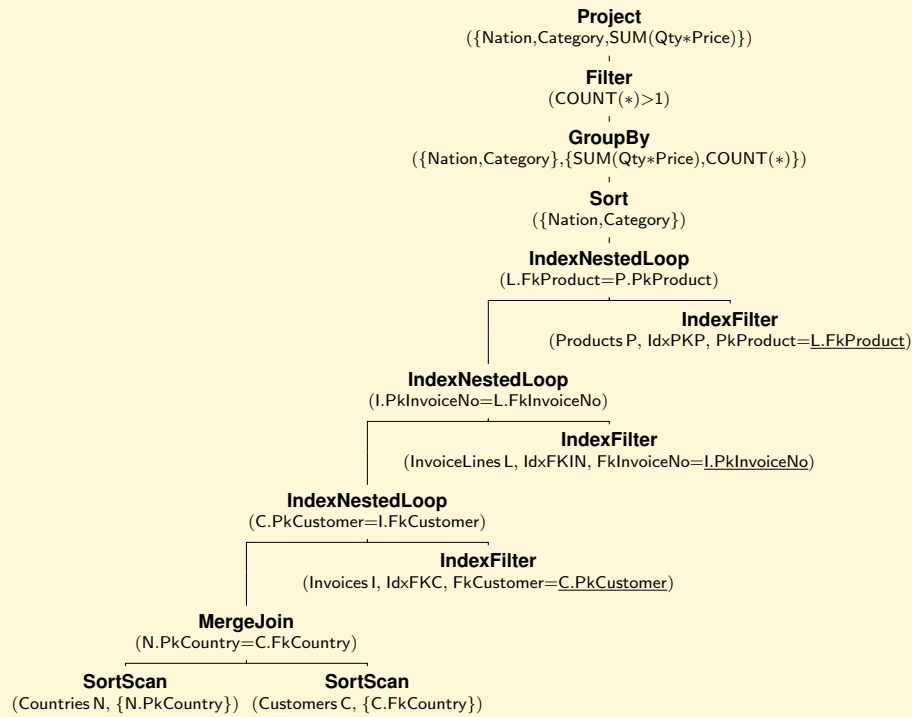 Project
({Nation,Category,SUM(Qty∗Price)})
Filter
(COUNT(∗)>1)
GroupBy
({Nation,Category},{SUM(Qty∗Price),COUNT(∗)})
Sort
({Nation,Category})
IndexNestedLoop
(L.FkProduct=P.PkProduct)
IndexFilter
(Products P, IdxPKP, PkProduct=L.FkProduct)
IndexNestedLoop
(I.PkInvoiceNo=L.FkInvoiceNo)
IndexFilter
(InvoiceLines L, IdxFKIN, FkInvoiceNo=I.PkInvoiceNo)
IndexNestedLoop
(C.PkCustomer=I.FkCustomer)
IndexFilter
(Invoices I, IdxFKC, FkCustomer=C.PkCustomer)
MergeJoin
(N.PkCountry=C.FkCountry)
SortScan SortScan
(Countries N, {N.PkCountry}) (Customers C, {C.FkCountry})